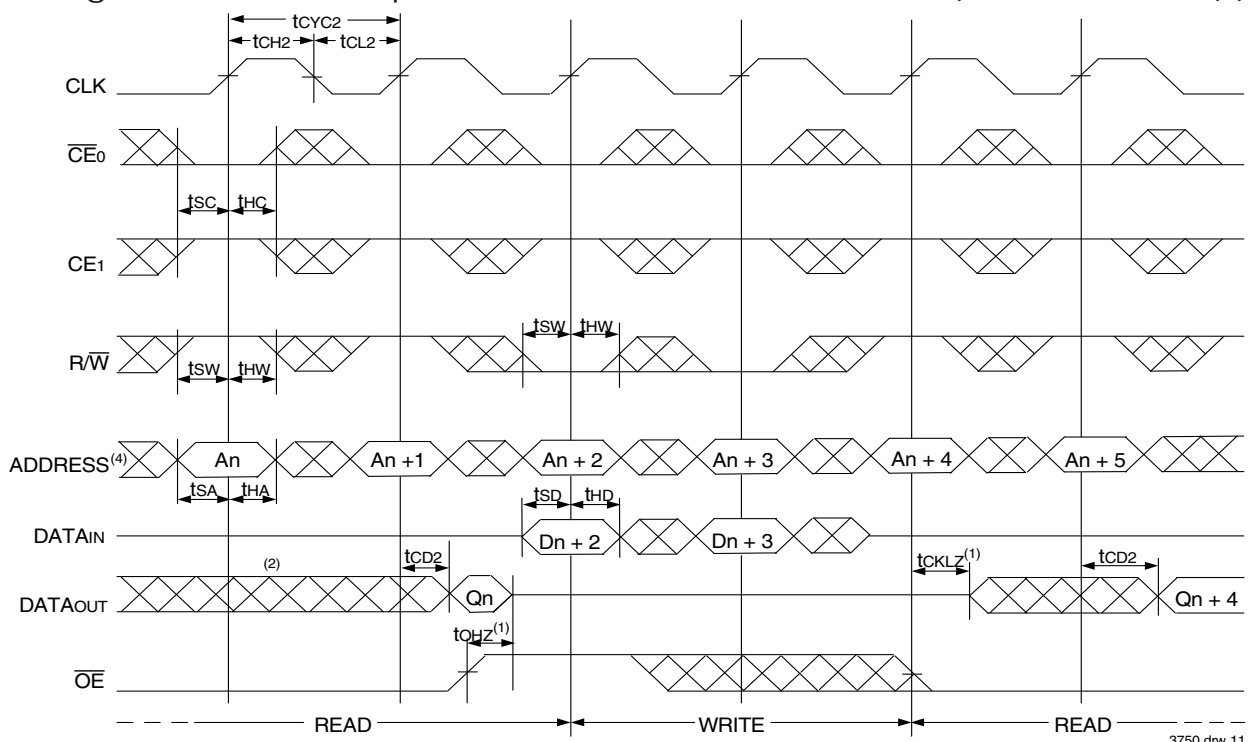 tCYC2
tCH2 tCL2
CLK
CE0
tSC tHC
CE1
tSW tHW
R/W
tSW tHW
ADDRESS(4) An An +1 An + 2 An + 3 An + 4 An + 5
tSA tHA tSD tHD
DATAIN Dn + 2 Dn + 3
(2) tCD2 tCKLZ(1) tCD2
DATAOUT Qn Qn + 4
tOHZ(1)
OE
READ WRITE READ
3750 drw 11